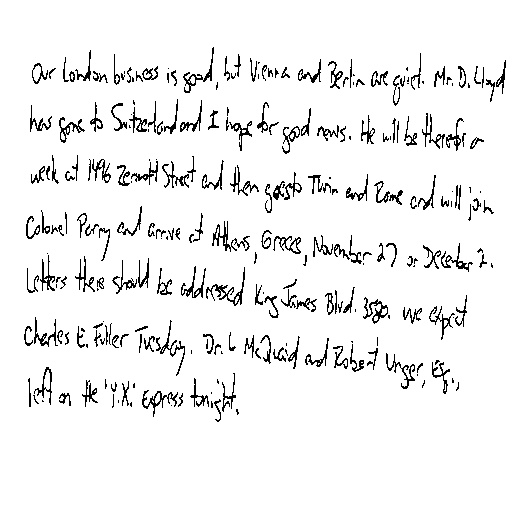 Our London business is good, but Vienna and Berlin are quiet. Mr. D. Lloyd
has gone to Switzerland and I hope for good news. He will be there for a
week at 1496 Zermott Street and then goes to Turin and Rome and will join
Colonel Parry and arrive at Athens, Greece, November 27 or December 2.
Letters there should be addressed King James Blvd. 3580. We expect
Charles E. Fuller Tuesday. Dr. L McQuaid and Robert Unger, Esq.,
left on the 'Y.X.' Express tonight.